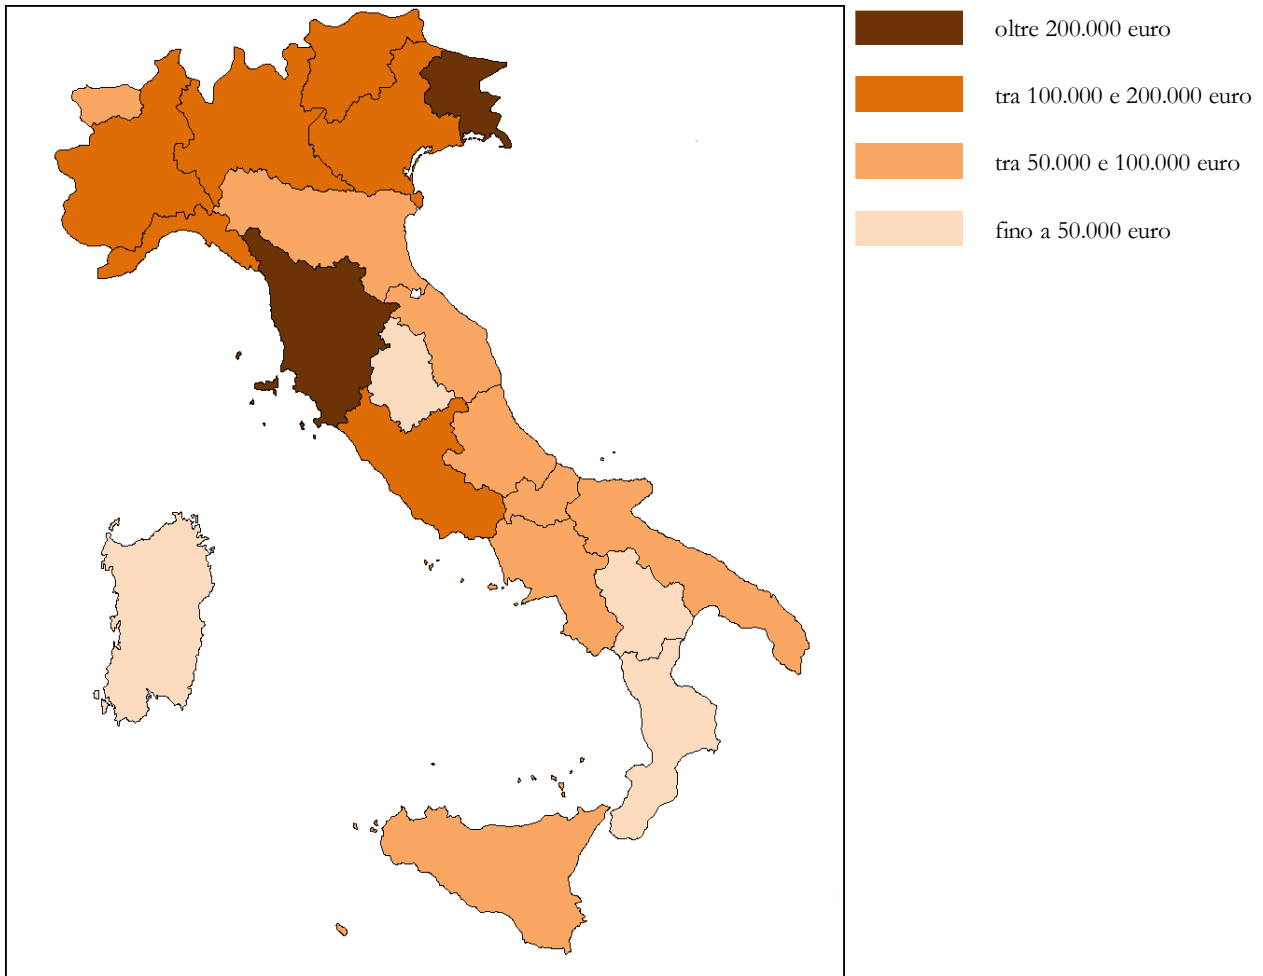 oltre 200.000 euro
tra 100.000 e 200.000 euro
tra 50.000 e 100.000 euro
fino a 50.000 euro